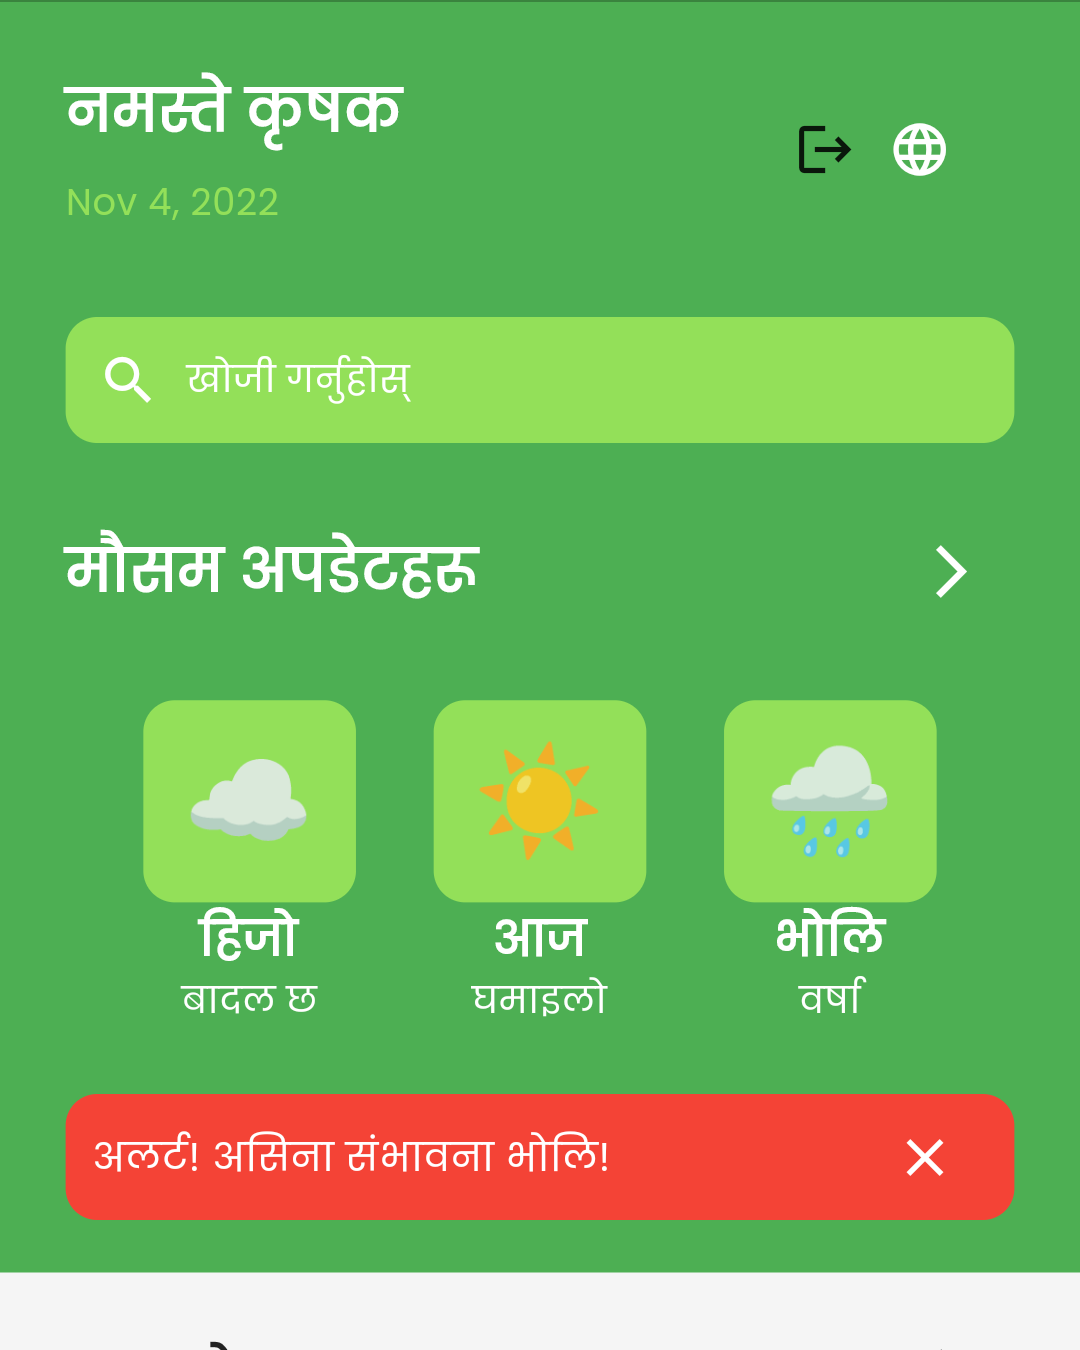 नमस्ते कृषक
Nov 4, 2022
खोजी गर्नुहोस्
मौसम अपडेटहरू
हिजो
आज
भोलि
बादल छ
घमाइलो
वर्षा
अलर्ट! असिना संभावना भोलि!